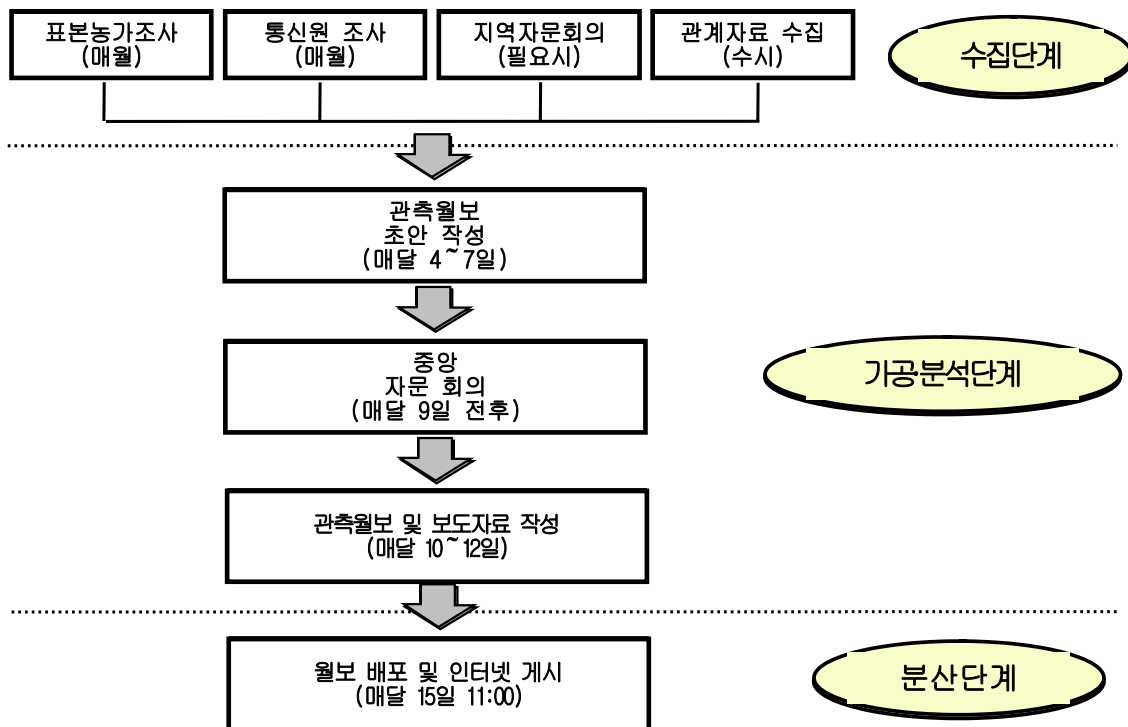 표본농가조사
(매월)
통신원 조사
(매월)
지역자문회의
(필요시)
관계자료 수집
(수시)
수집단계
관측월보
초안 작성
(매달 4~7일)
중앙
자문 회의
(매달 9일 전후)
가공분석단계
관측월보 및 보도자료 작성
(매달 10~12일)
월보 배포 및 인터넷 게시
(매달 15일 11:00)
분산단계